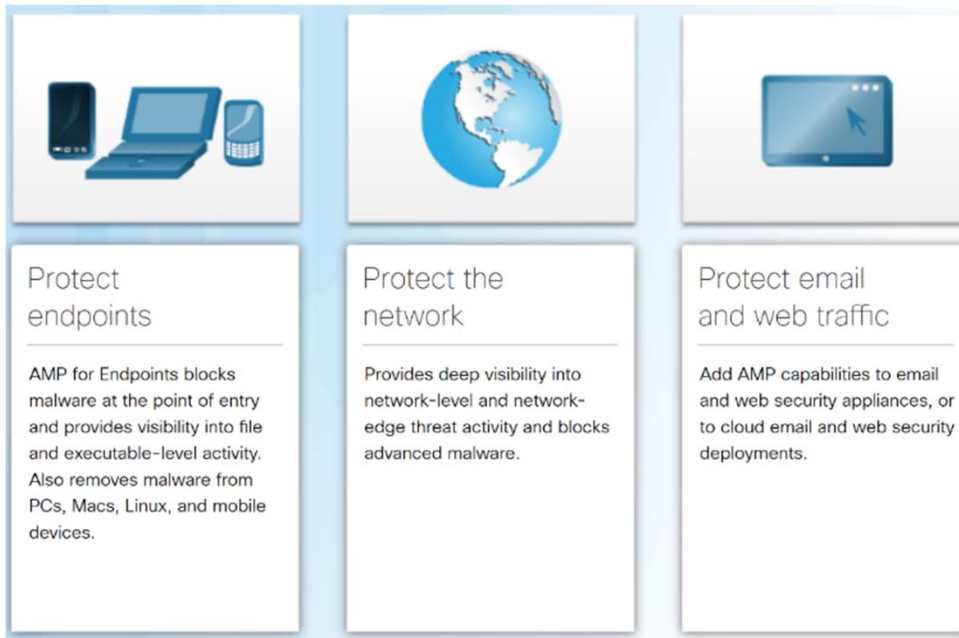 Protect
endpoints
AMP for Endpoints blocks
malware at the point of entry
and provides visibility into file
and executable-level activity.
Also removes malware from
PCs, Macs, Linux, and mobile
devices.
Protect the
network
Provides deep visibility into
network-level and network-
edge threat activity and blocks
advanced malware.
Protect email
and web traffic
Add AMP capabilities to email
and web security appliances, or
to cloud email and web security
deployments.